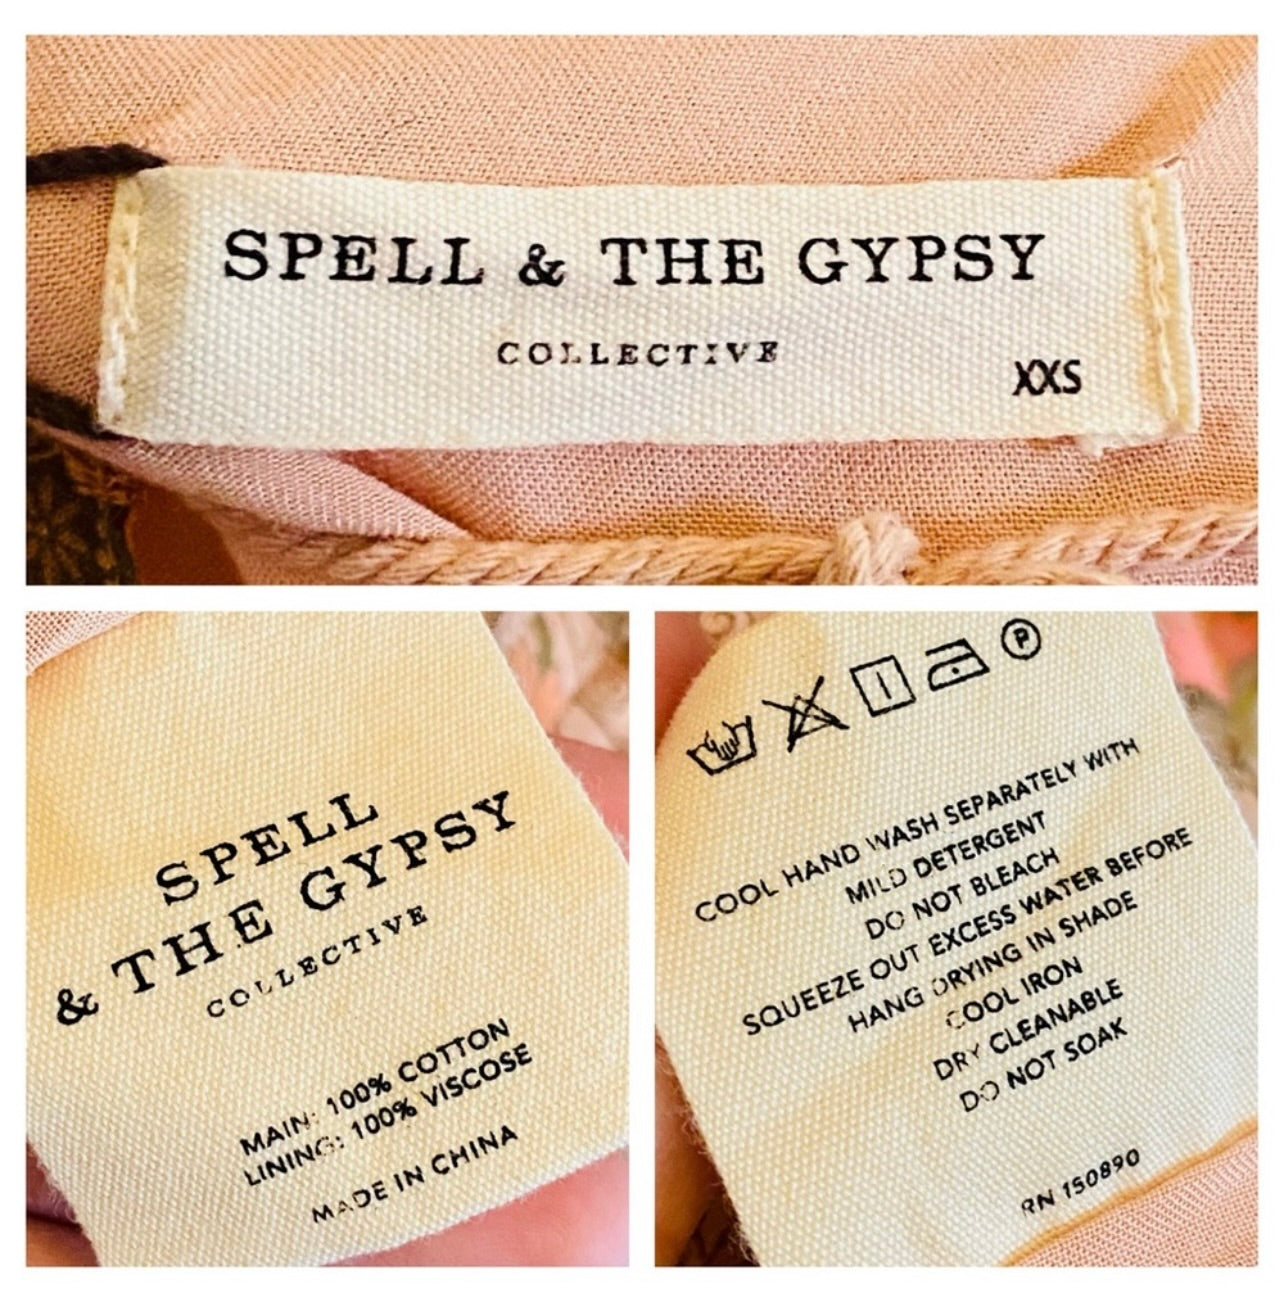 SPELL & THE GYPSY
COLLECTIVE
XXS
SPELL
& THE GYPSY
COLLECTIVE
MAIN: 100% COTTON
LINING: 100% VISCOSE
MADE IN CHINA
P
COOL HAND WASH SEPARATELY WITH
MILD DETERGENT
DO NOT BLEACH
SQUEEZE OUT EXCESS WATER BEFORE
HANG DRYING IN SHADE
COOL IRON
DRY CLEANABLE
DO NOT SOAK
RN 150890